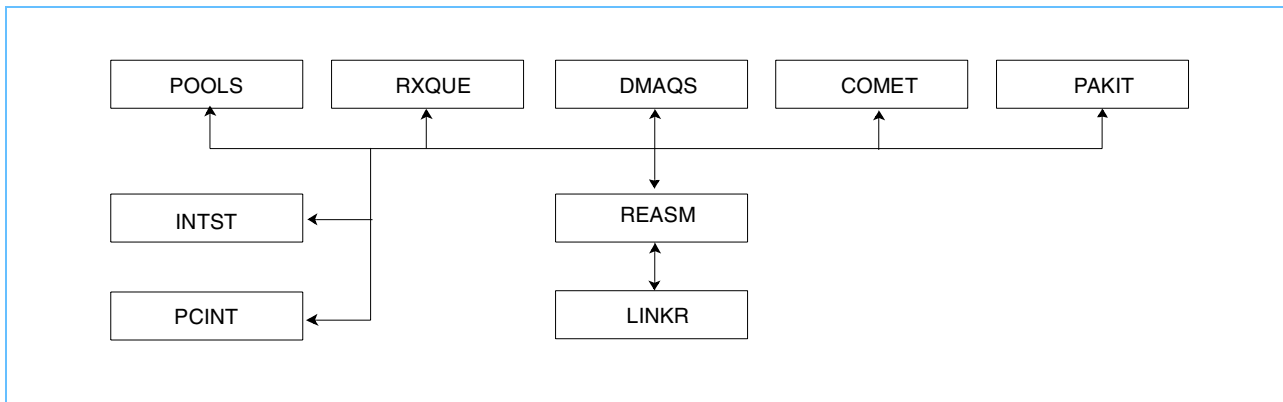 POOLS
RXQUE
DMAQS
COMET
PAKIT
INTST
REASM
PCINT
LINKR